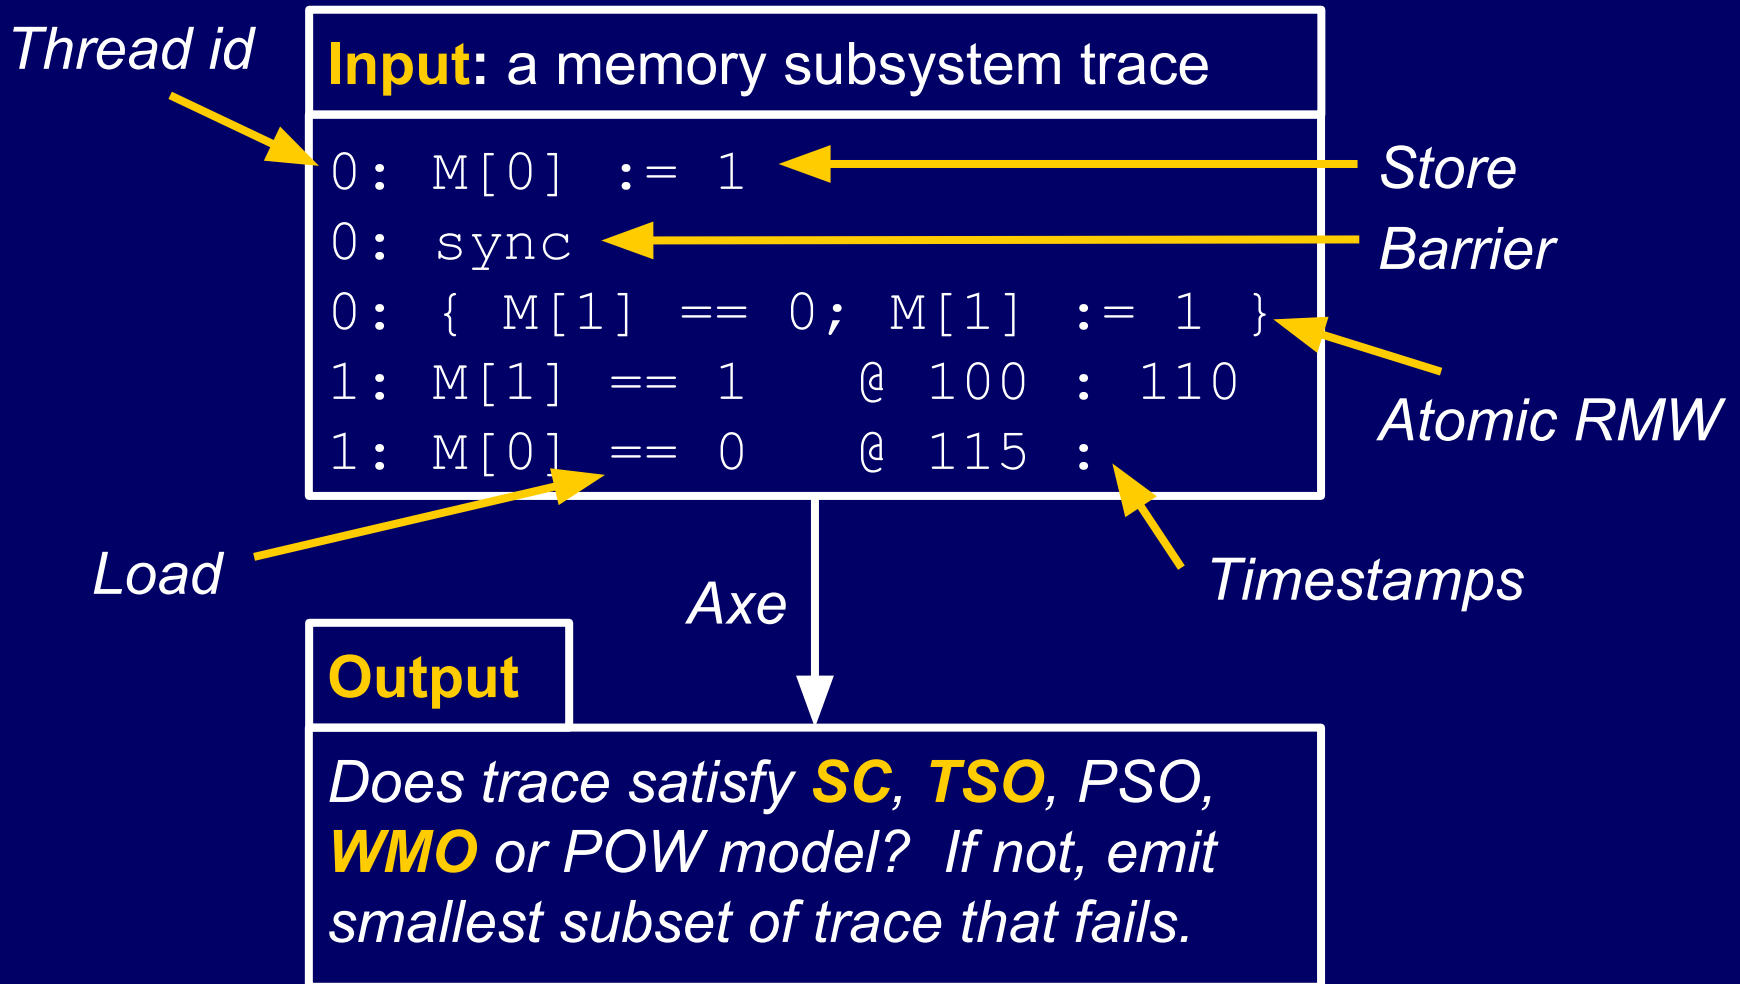 Thread id
Input: a memory subsystem trace
0: M[0] := 1
Store
0: sync
Barrier
0: { M[1] == 0; M[1] := 1 }
1: M[1] == 1 @ 100 : 110
Atomic RMW
1: M[0] == 0 @ 115 :
Load
Axe
Timestamps
Output
Does trace satisfy SC, TSO, PSO,
WMO or POW model? If not, emit
smallest subset of trace that fails.